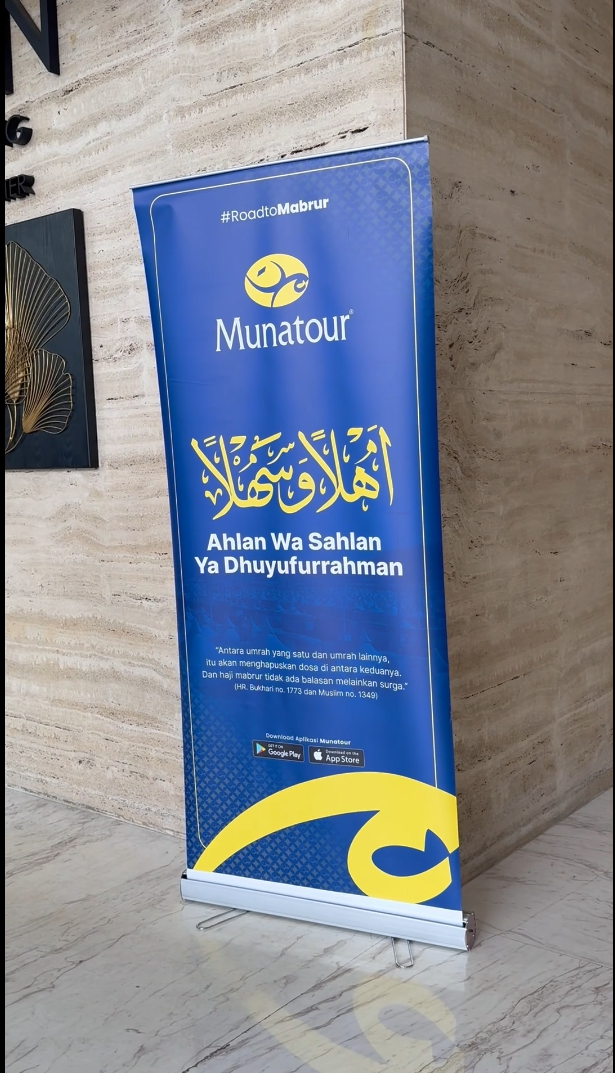 N
G
ER
#RoadtoMabrur
Munatour®
أَهْلًا وَسَهْلًا
Ahlan Wa Sahlan
Ya Dhuyufurrahman
“Antara umrah yang satu dan umrah lainnya,
itu akan menghapuskan dosa di antara keduanya.
Dan haji mabrur tidak ada balasan melainkan surga.”
(HR. Bukhari no. 1773 dan Muslim no. 1349)
Download Aplikasi Munatour
GET IT ON
Google Play
Download on the
App Store